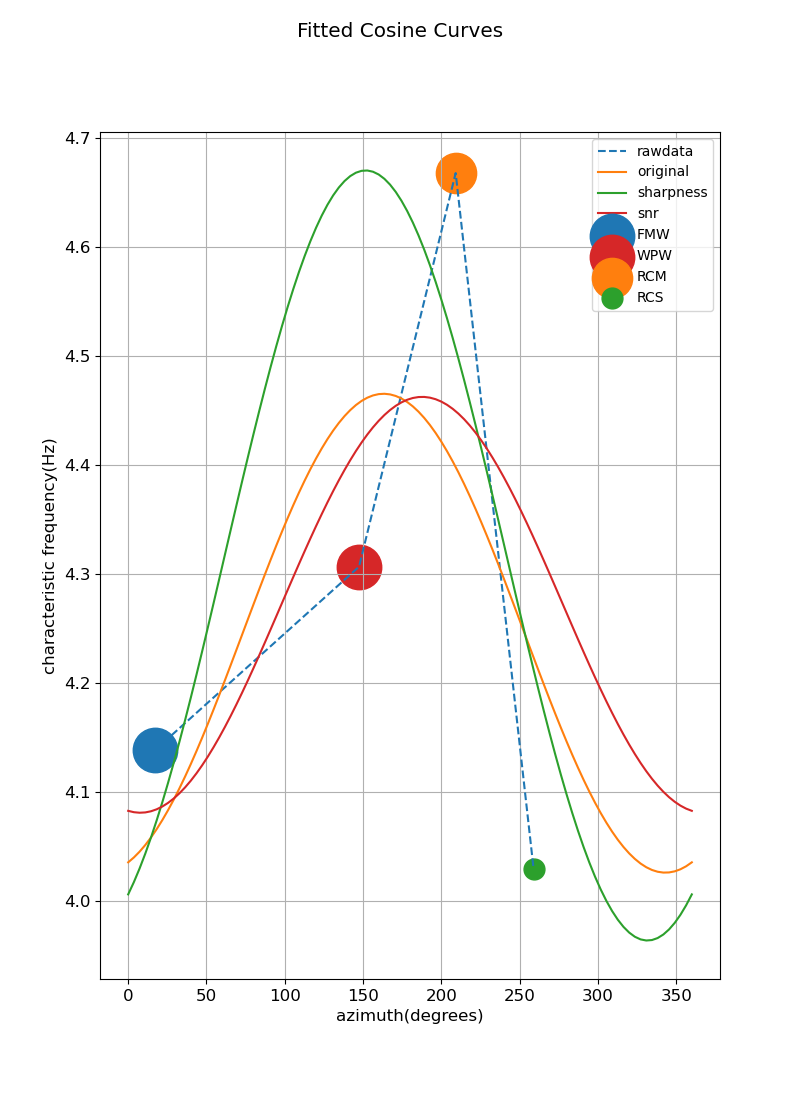 Fitted Cosine Curves
4.7
4.6
4.5
4.4
4.3
4.2
4.1
4.0
characteristic frequency(Hz)
rawdata
original
sharpness
snr
FMW
WPW
RCM
RCS
0 50 100 150 200 250 300 350
azimuth(degrees)